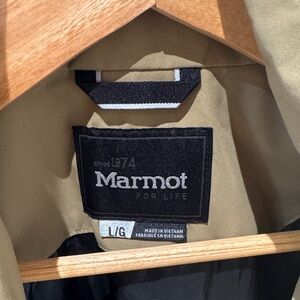 since 1974
Marmot
FOR LIFE
L/G
MADE IN VIETNAM
FABRIQUÉ EN VIETNAM